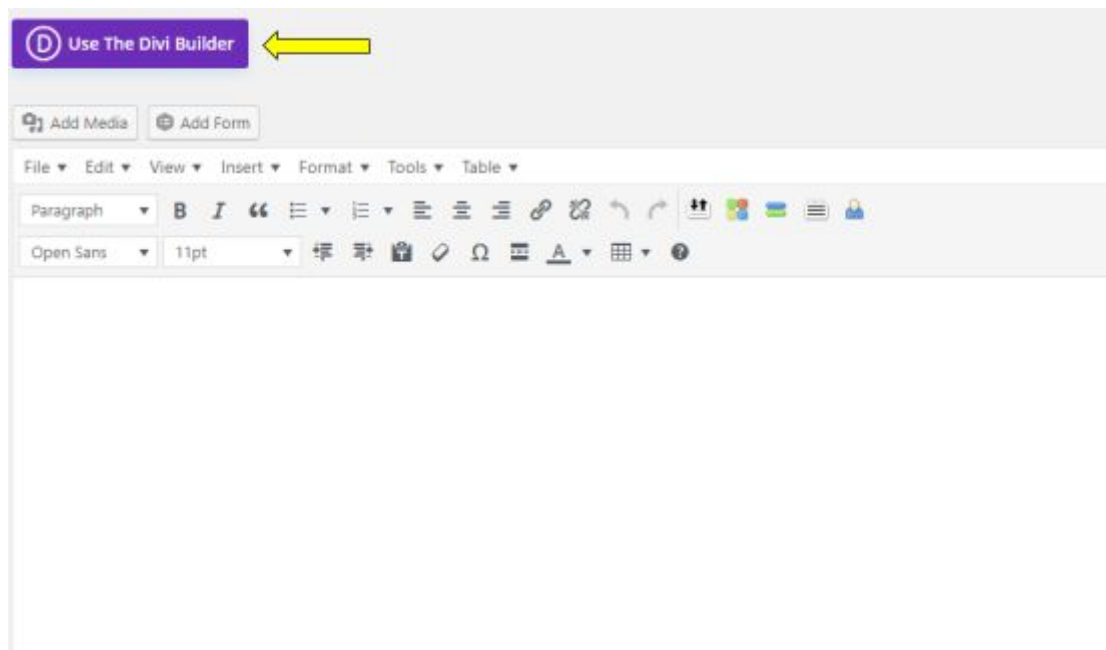 D Use The Divi Builder
Add Media Add Form
File Edit View Insert Format Tools Table
Paragraph B I
Open Sans 11pt Ω A